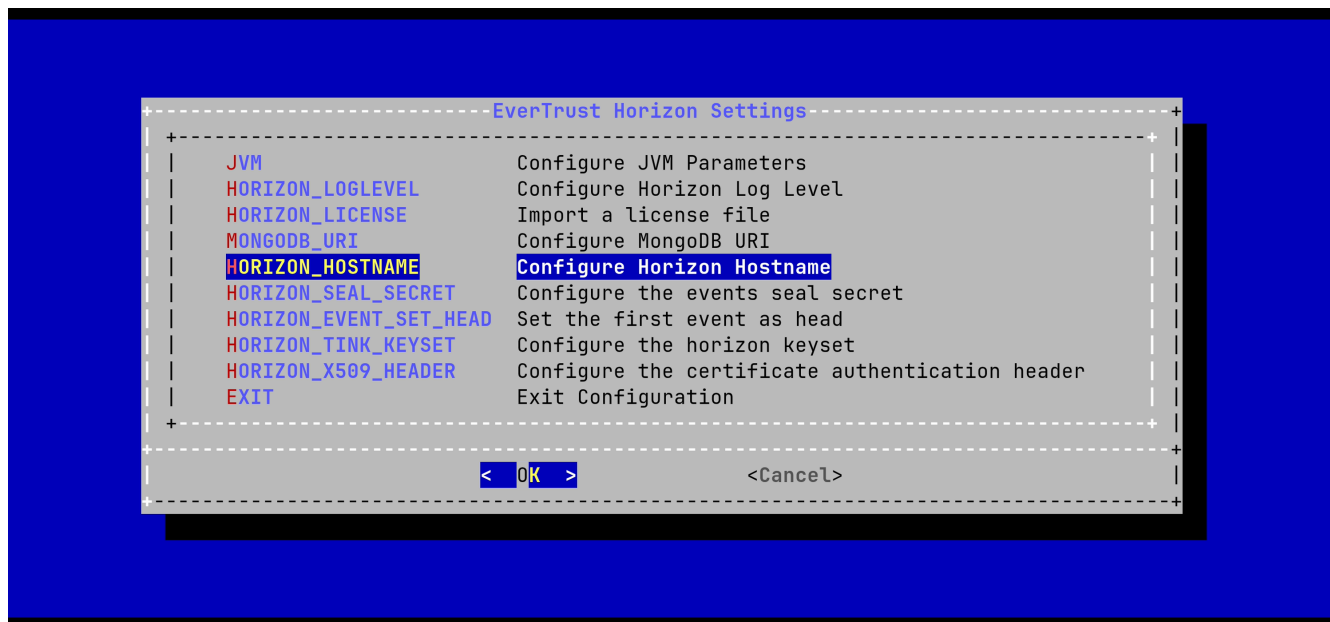 EverTrust Horizon Settings
JVM Configure JVM Parameters
HORIZON_LOGLEVEL Configure Horizon Log Level
HORIZON_LICENSE Import a license file
MONGODB_URI Configure MongoDB URI
HORIZON_HOSTNAME Configure Horizon Hostname
HORIZON_SEAL_SECRET Configure the events seal secret
HORIZON_EVENT_SET_HEAD Set the first event as head
HORIZON_TINK_KEYSET Configure the horizon keyset
HORIZON_X509_HEADER Configure the certificate authentication header
EXIT Exit Configuration
< OK > <Cancel>